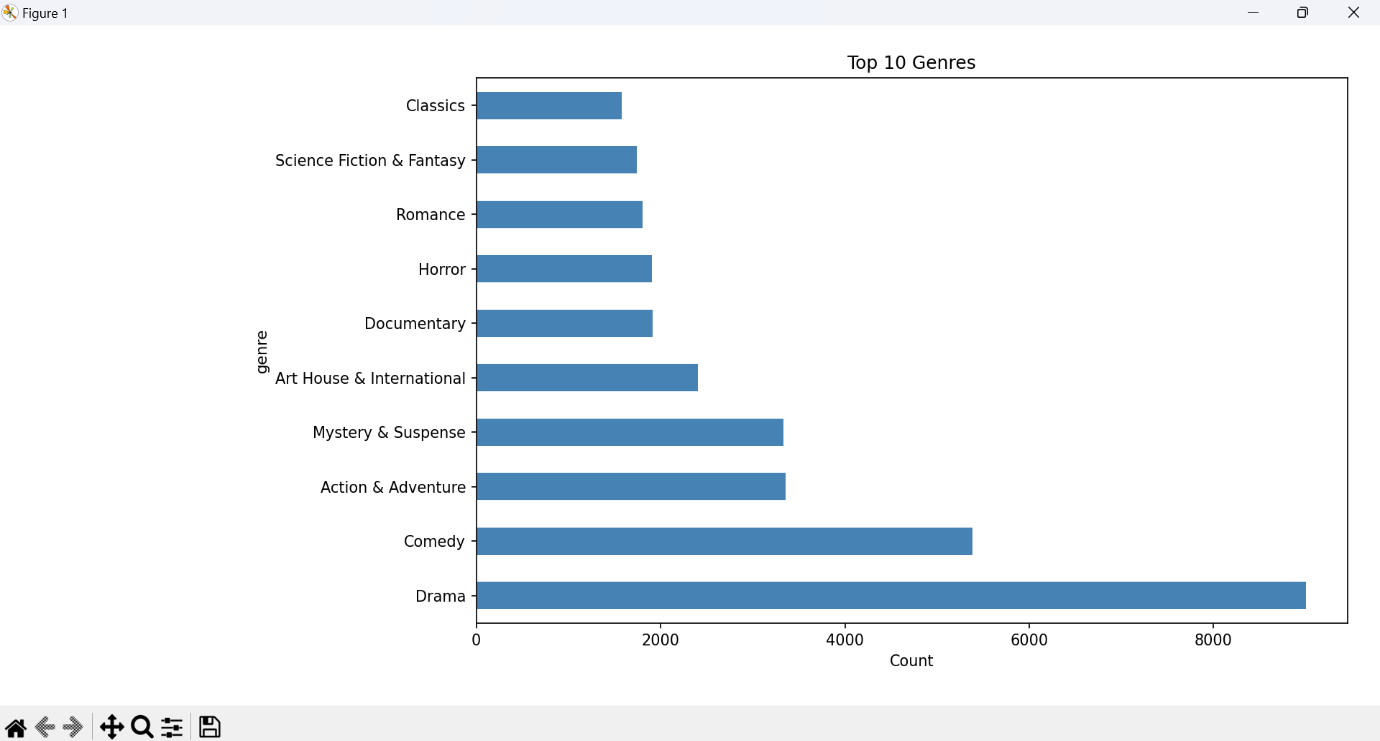 Figure 1
Top 10 Genres
Classics
Science Fiction & Fantasy
Romance
Horror
Documentary
genre
Art House & International
Mystery & Suspense
Action & Adventure
Comedy
Drama
0 2000 4000 6000 8000
Count